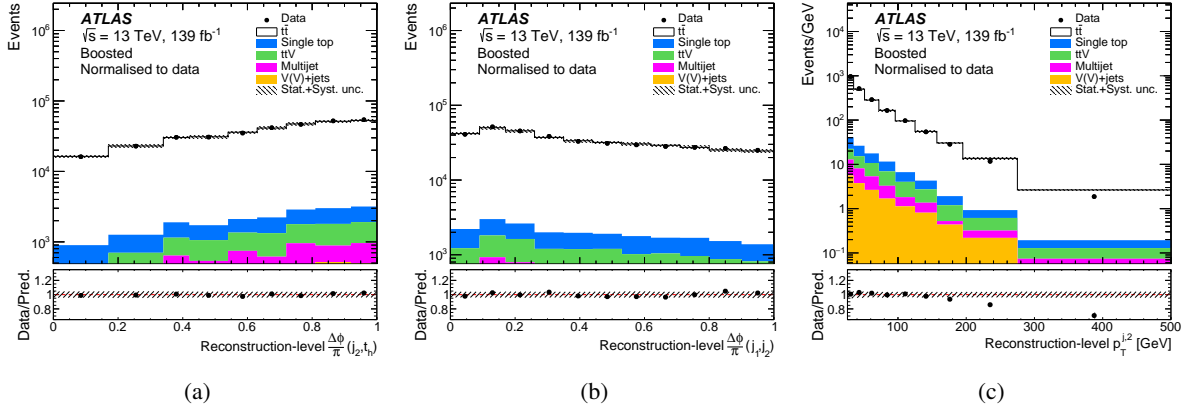 Events
10⁶
10⁵
10⁴
10³
ATLAS
√s = 13 TeV, 139 fb⁻¹
Boosted
Normalised to data
Data
tt̄
Single top
ttV
Multijet
V(V)+jets
Stat.+Syst. unc.
Data/Pred.
1.2
1
0.8
0 0.2 0.4 0.6 0.8 1
Reconstruction-level Δφ/π (j₂,tₕ)
(a)
Events
10⁶
10⁵
10⁴
10³
ATLAS
√s = 13 TeV, 139 fb⁻¹
Boosted
Normalised to data
Data
tt̄
Single top
ttV
Multijet
V(V)+jets
Stat.+Syst. unc.
Data/Pred.
1.2
1
0.8
0 0.2 0.4 0.6 0.8 1
Reconstruction-level Δφ/π (j₁,j₂)
(b)
Events/GeV
10⁴
10³
10²
10
1
10⁻¹
ATLAS
√s = 13 TeV, 139 fb⁻¹
Boosted
Normalised to data
Data
tt̄
Single top
ttV
Multijet
V(V)+jets
Stat.+Syst. unc.
Data/Pred.
1.2
1
0.8
100 200 300 400 500
Reconstruction-level p_T^{j,2} [GeV]
(c)